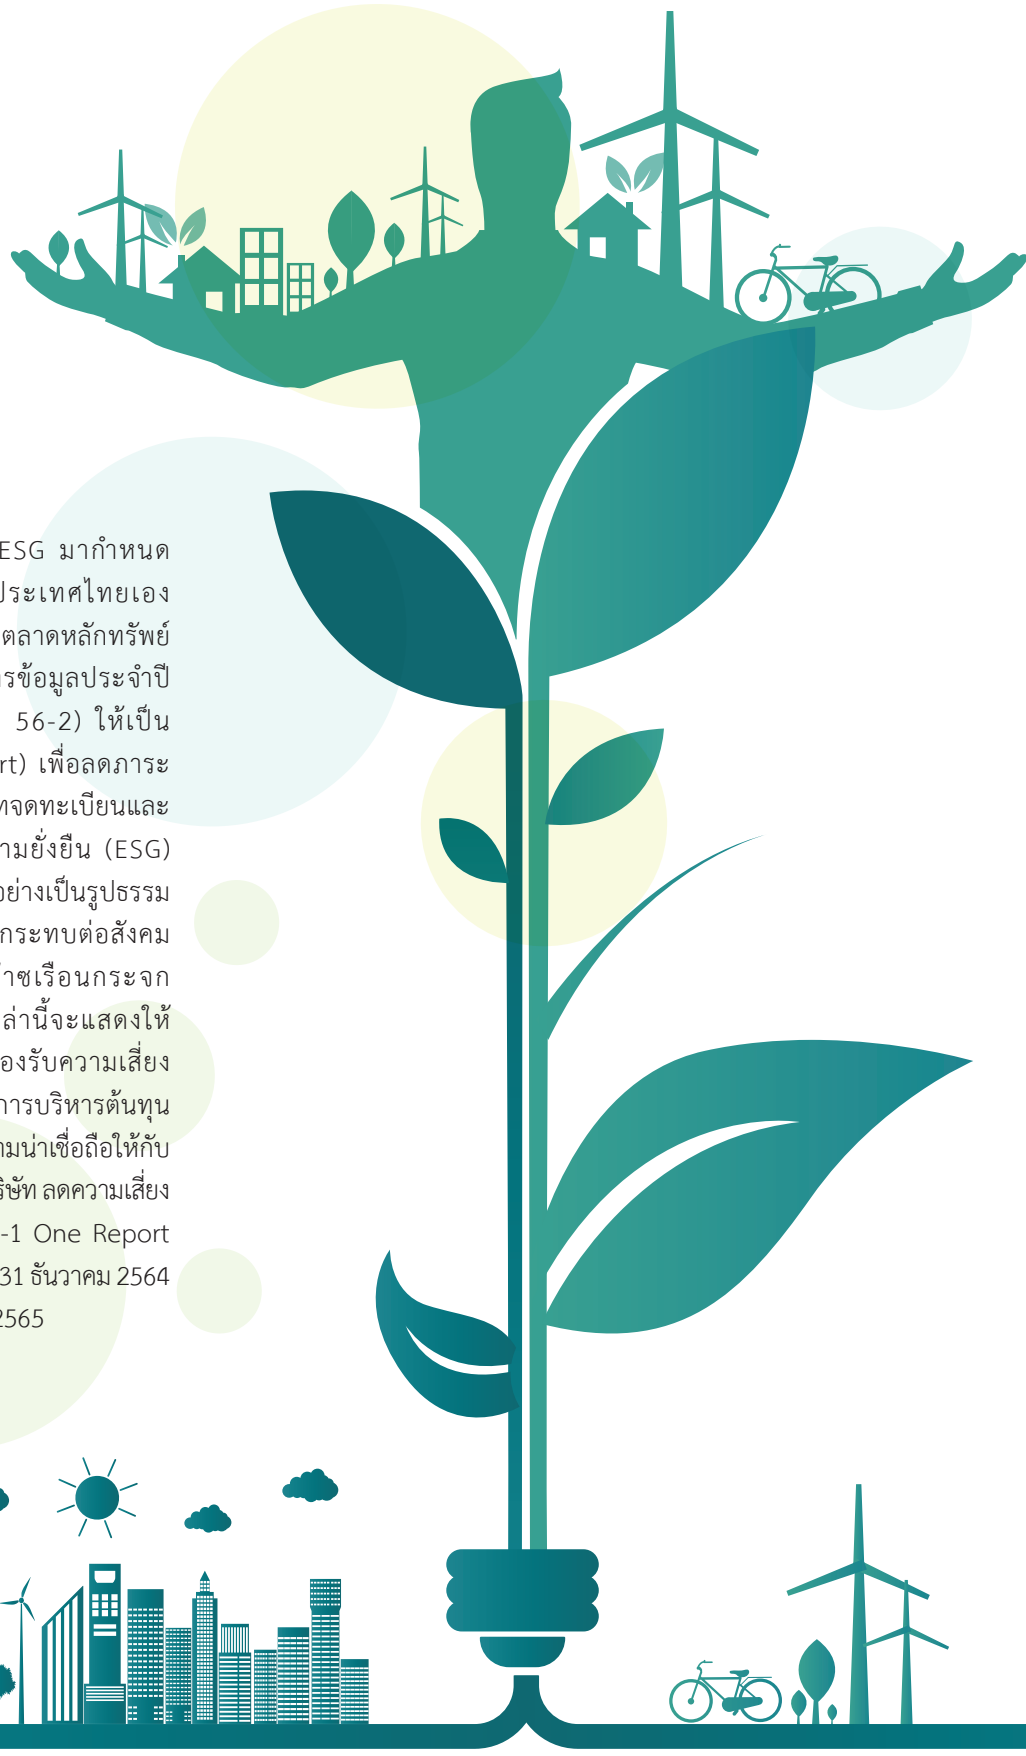 ESG มากำหนด
ประเทศไทยเอง
ตลาดหลักทรัพย์
รข้อมูลประจำปี
56-2) ให้เป็น
rt) เพื่อลดภาระ
ทจดทะเบียนและ
ามยั่งยืน (ESG)
อย่างเป็นรูปธรรม
กระทบต่อสังคม
๊าซเรือนกระจก
ล่านี้จะแสดงให้
องรับความเสี่ยง
การบริหารต้นทุน
ามน่าเชื่อถือให้กับ
ริษัท ลดความเสี่ยง
-1 One Report
31 ธันวาคม 2564
2565